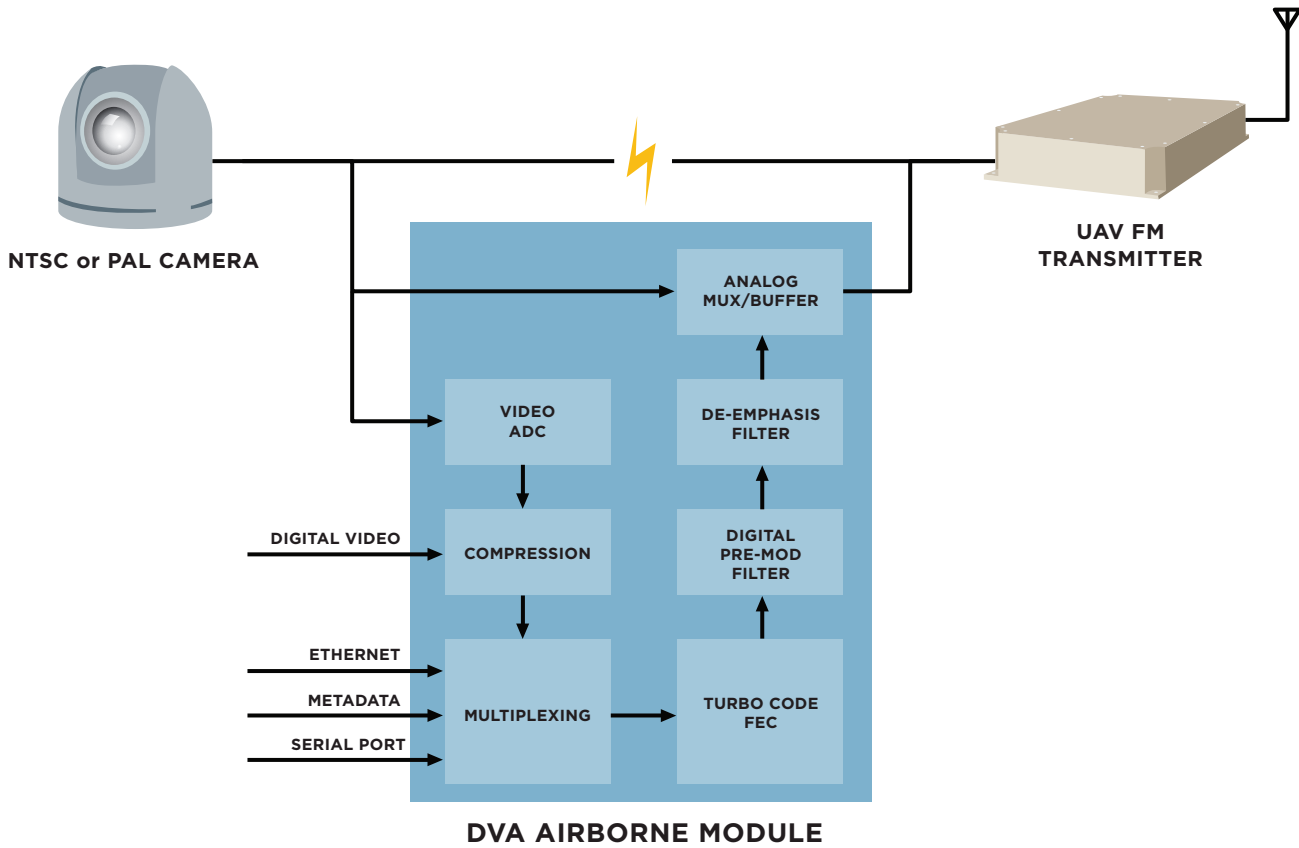 NTSC or PAL CAMERA
UAV FM
TRANSMITTER
ANALOG
MUX/BUFFER
VIDEO
ADC
DE-EMPHASIS
FILTER
DIGITAL VIDEO
COMPRESSION
DIGITAL
PRE-MOD
FILTER
ETHERNET
METADATA
SERIAL PORT
MULTIPLEXING
TURBO CODE
FEC
DVA AIRBORNE MODULE